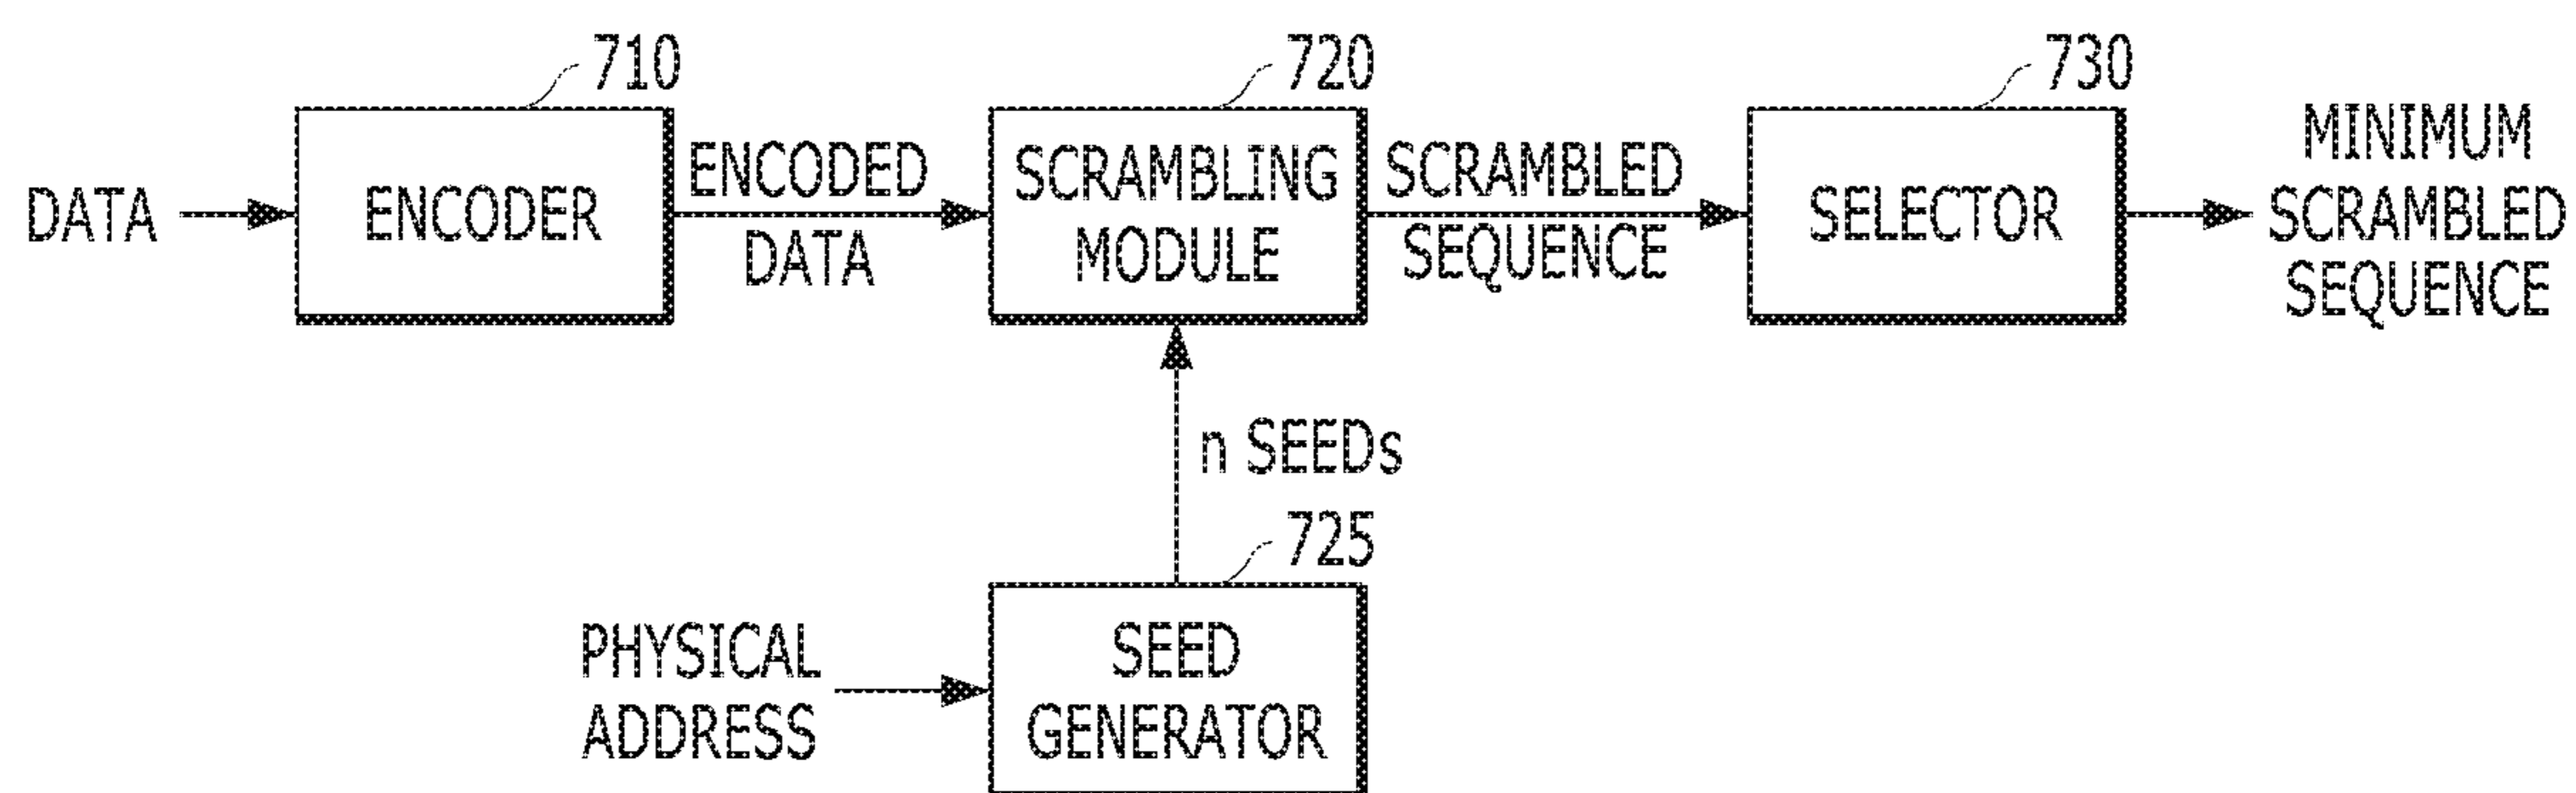 710
720
730
DATA
ENCODER
ENCODED
DATA
SCRAMBLING
MODULE
SCRAMBLED
SEQUENCE
SELECTOR
MINIMUM
SCRAMBLED
SEQUENCE
n SEEDs
725
PHYSICAL
ADDRESS
SEED
GENERATOR